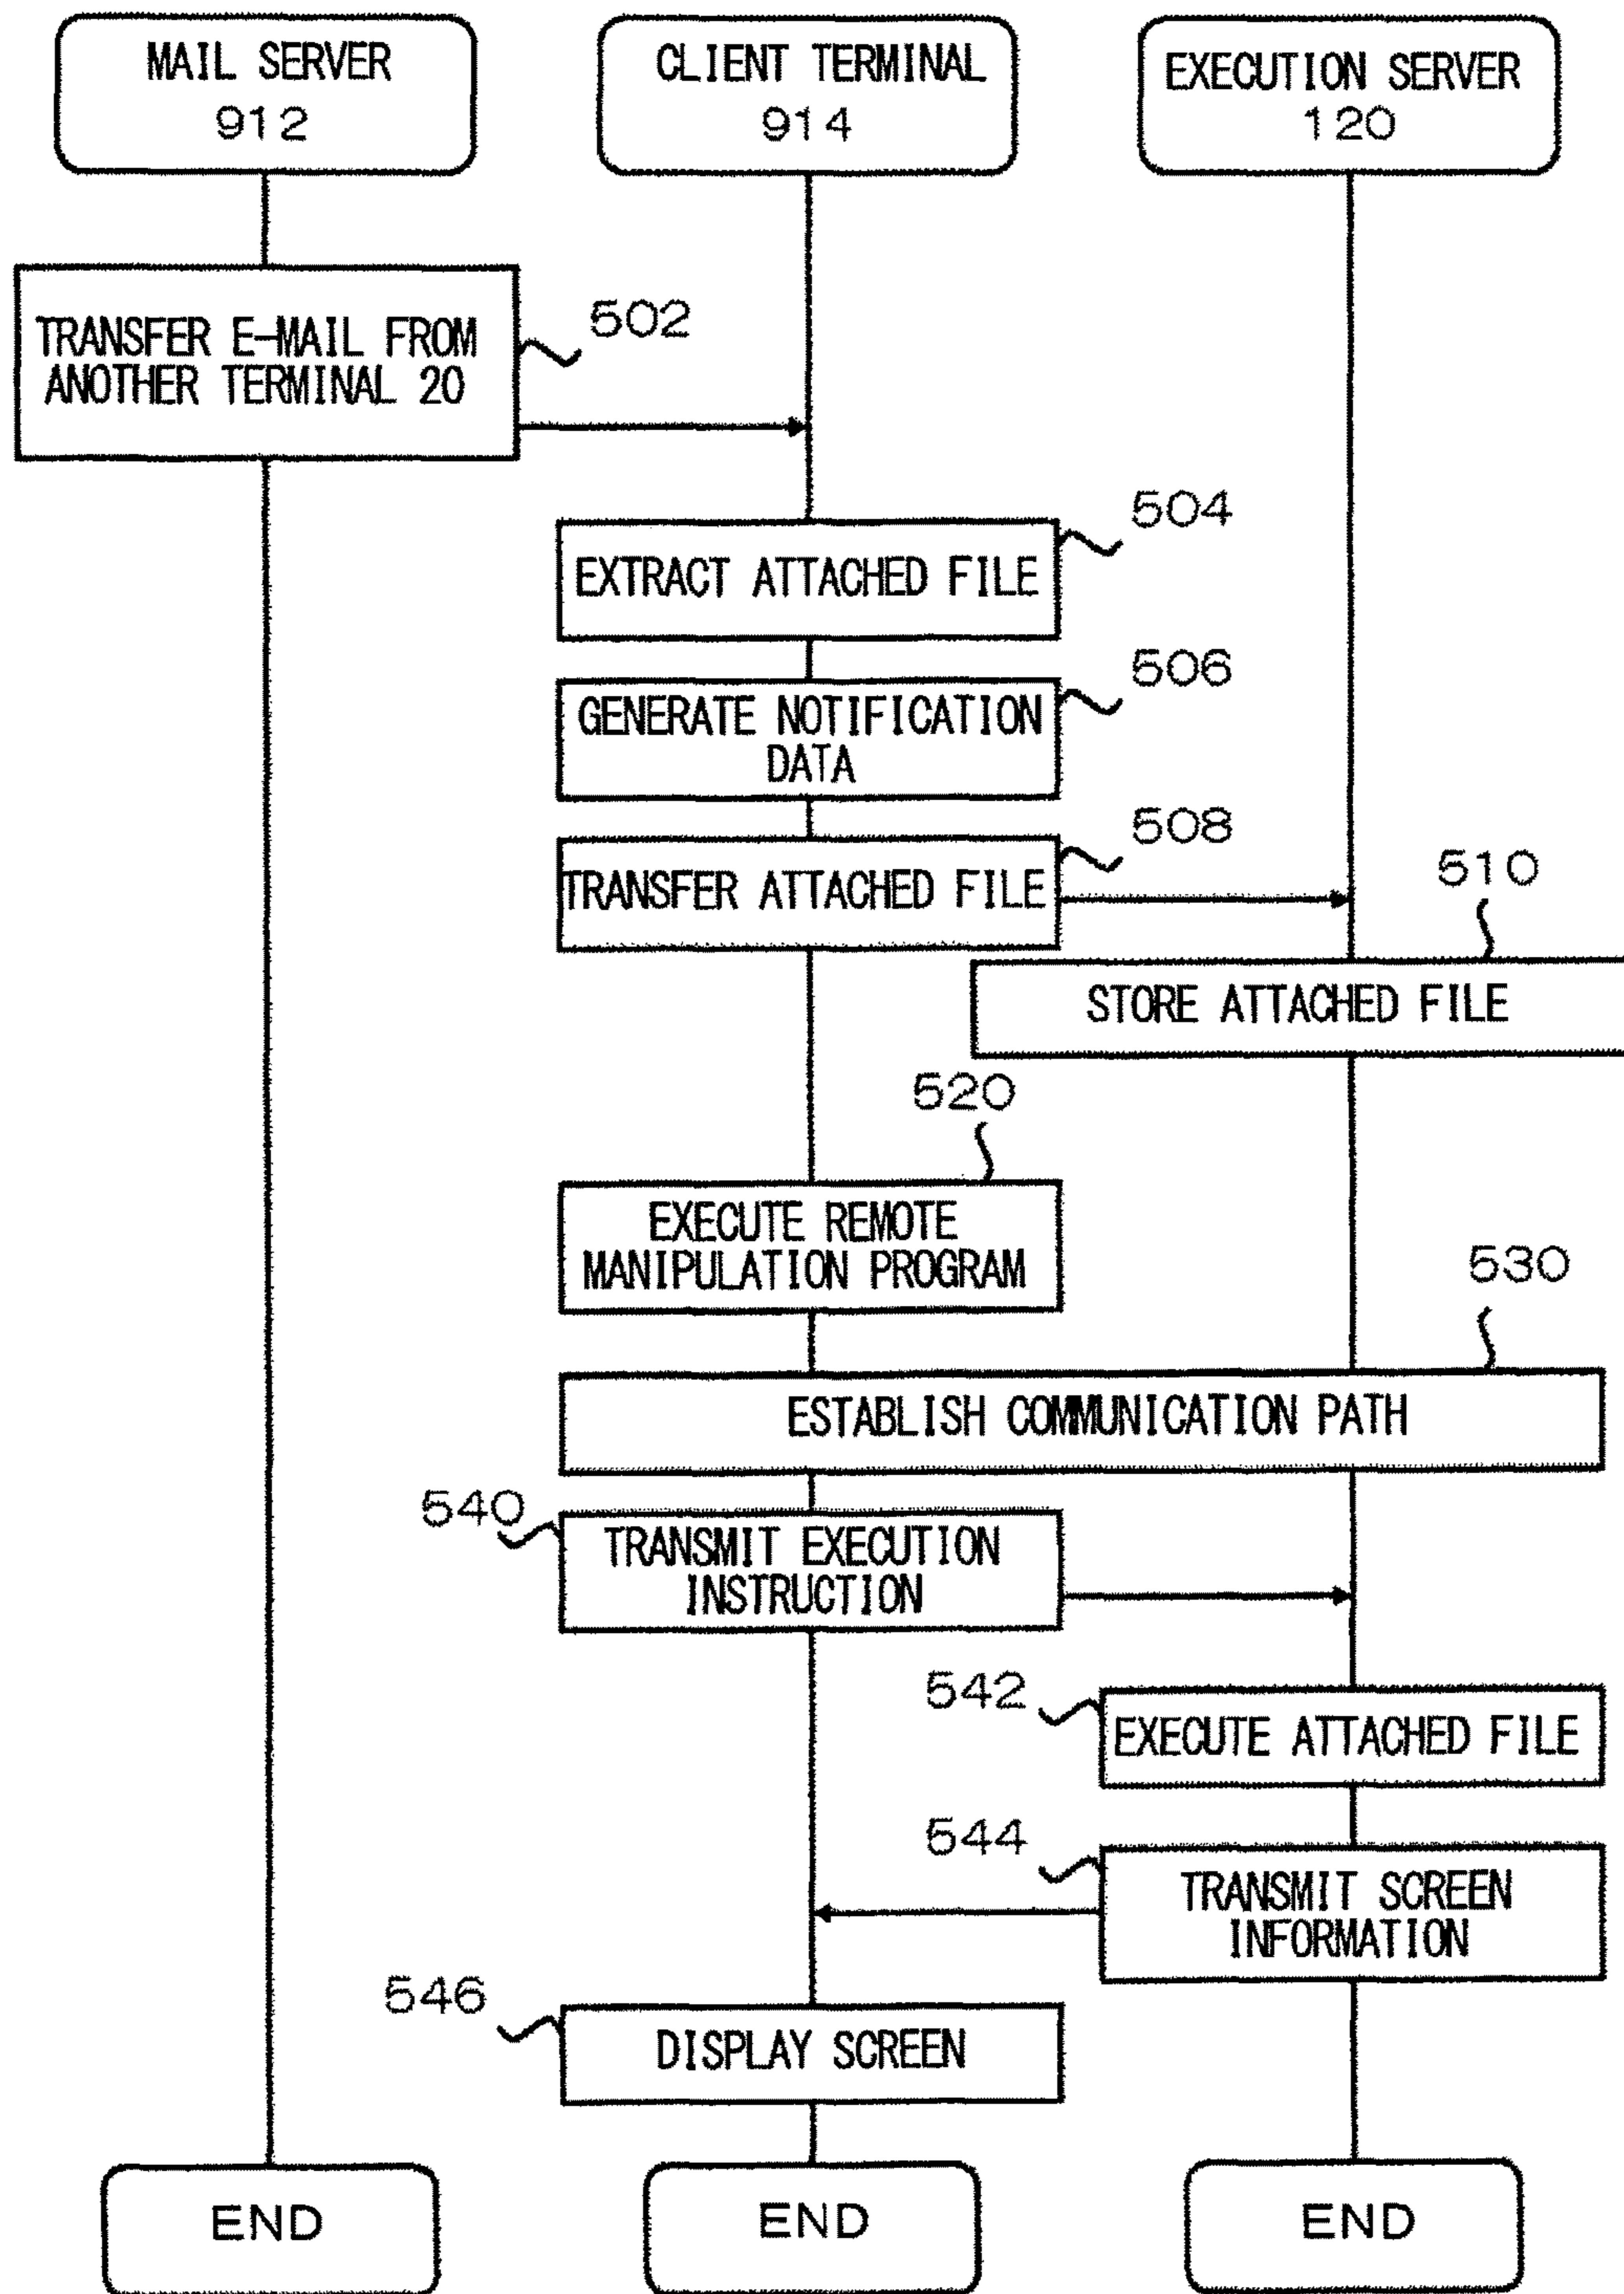 MAIL SERVER
912
CLIENT TERMINAL
914
EXECUTION SERVER
120
TRANSFER E-MAIL FROM
ANOTHER TERMINAL 20
502
504
EXTRACT ATTACHED FILE
506
GENERATE NOTIFICATION
DATA
508
TRANSFER ATTACHED FILE
510
STORE ATTACHED FILE
520
EXECUTE REMOTE
MANIPULATION PROGRAM
530
ESTABLISH COMMUNICATION PATH
540
TRANSMIT EXECUTION
INSTRUCTION
542
EXECUTE ATTACHED FILE
544
TRANSMIT SCREEN
INFORMATION
546
DISPLAY SCREEN
END
END
END